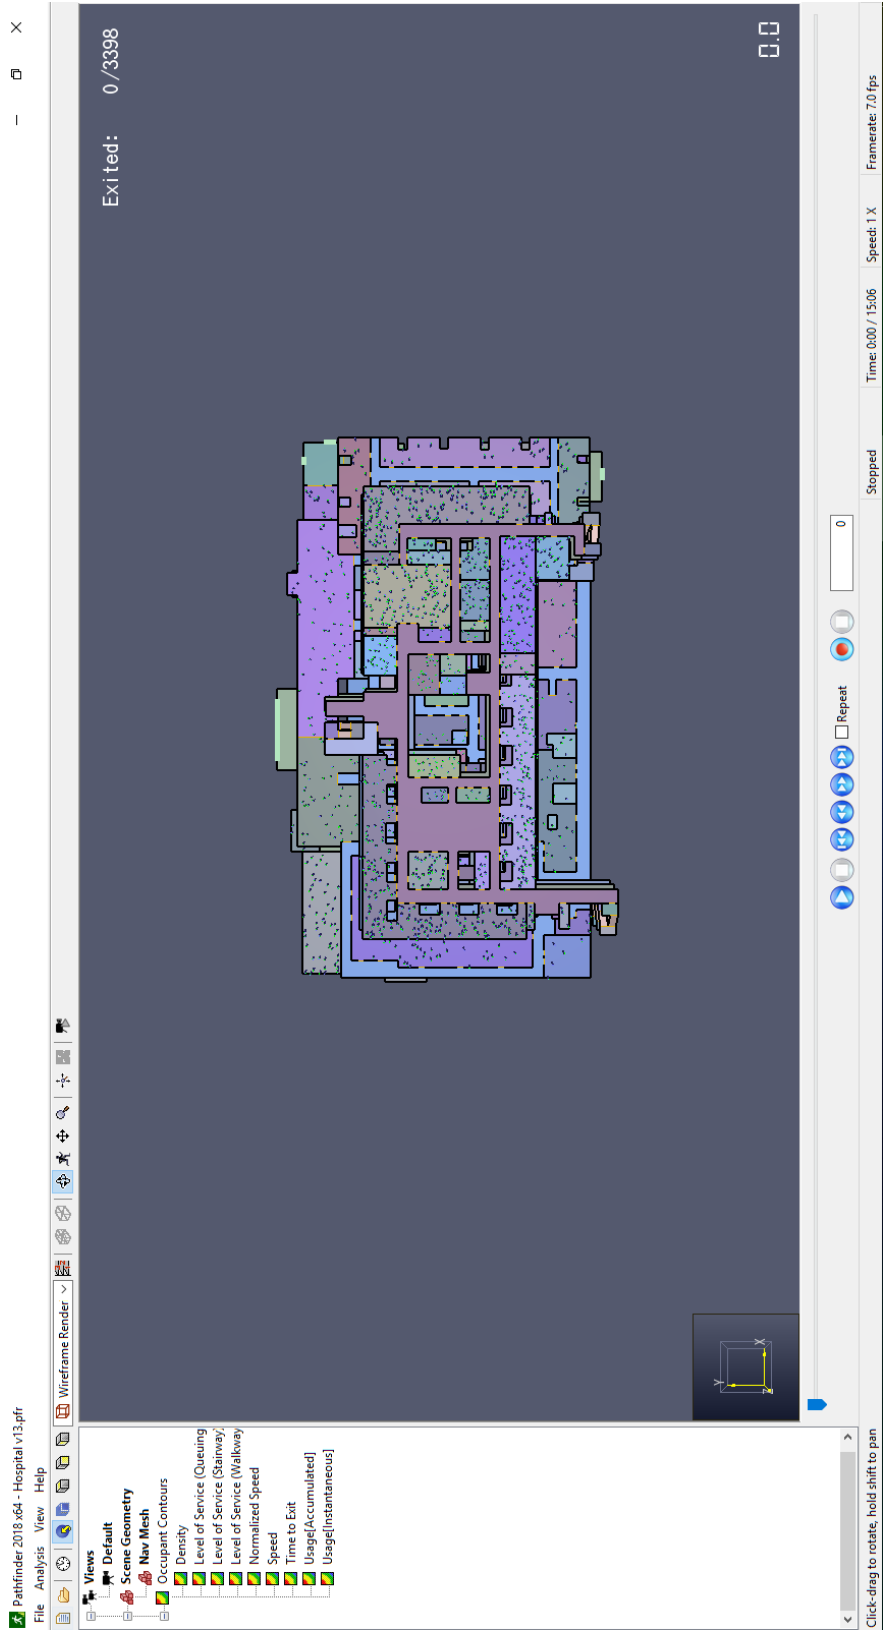 Pathfinder 2018 x64 - Hospital v13.pfr
File Analysis View Help
Wireframe Render
Views
Default
Scene Geometry
Nav Mesh
Occupant Contours
Density
Level of Service (Queuing
Level of Service (Stairway)
Level of Service (Walkway
Normalized Speed
Speed
Time to Exit
Usage[Accumulated]
Usage[Instantaneous]
Exited: 0/3398
0.0
Y
X
Z
Repeat
0
Click-drag to rotate, hold shift to pan
Stopped
Time: 0:00 / 15:06
Speed: 1 X
Framerate: 7.0 fps